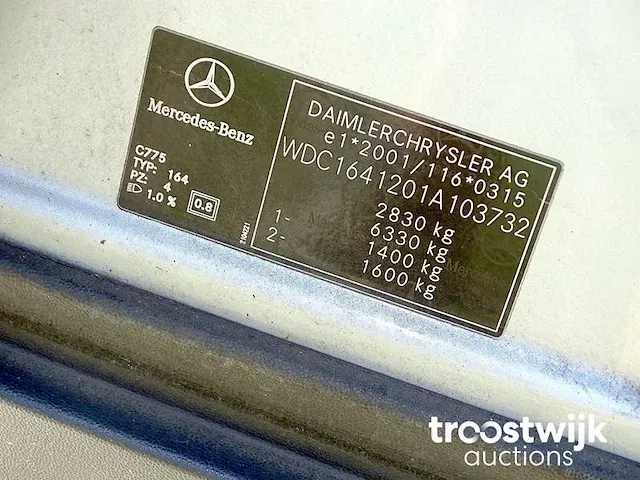 Mercedes-Benz
C775
TYP: 164
PZ: 4
1.0 %
0.8
210421
DAIMLERCHRYSLER AG
e1*2001/116*0315
WDC1641201A103732
2830 kg
6330 kg
1- 1400 kg
2- 1600 kg
troostwijk
auctions